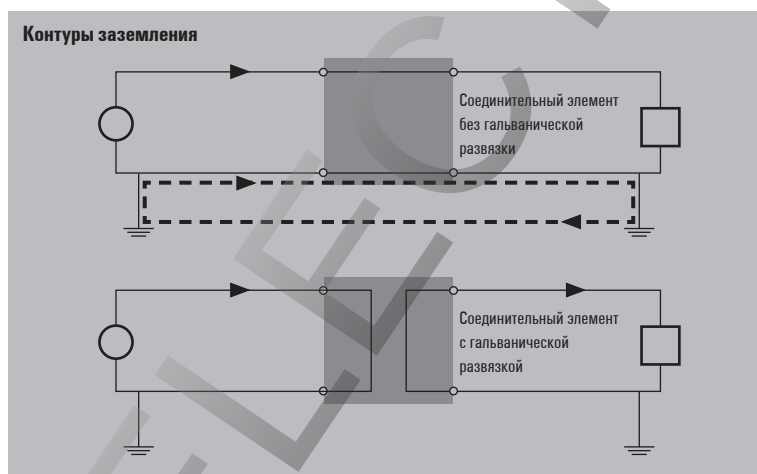 Контуры заземления
Соединительный элемент
без гальванической
развязки
Соединительный элемент
с гальванической
развязкой